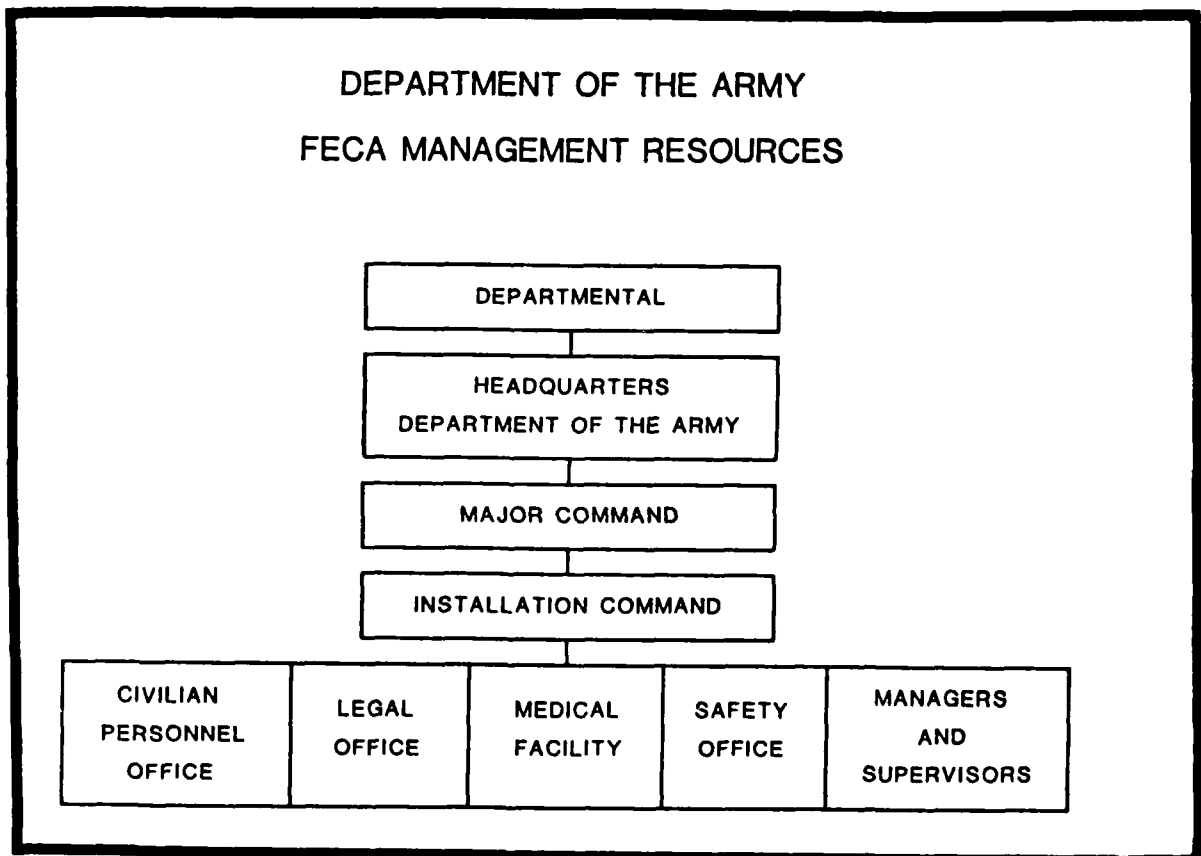 DEPARTMENT OF THE ARMY
FECA MANAGEMENT RESOURCES
DEPARTMENTAL
HEADQUARTERS
DEPARTMENT OF THE ARMY
MAJOR COMMAND
INSTALLATION COMMAND
CIVILIAN
PERSONNEL
OFFICE
LEGAL
OFFICE
MEDICAL
FACILITY
SAFETY
OFFICE
MANAGERS
AND
SUPERVISORS